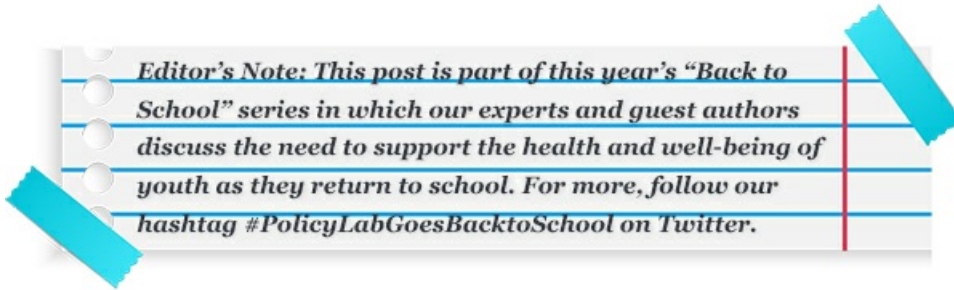 Editor's Note: This post is part of this year's “Back to
School” series in which our experts and guest authors
discuss the need to support the health and well-being of
youth as they return to school. For more, follow our
hashtag #PolicyLabGoesBacktoSchool on Twitter.